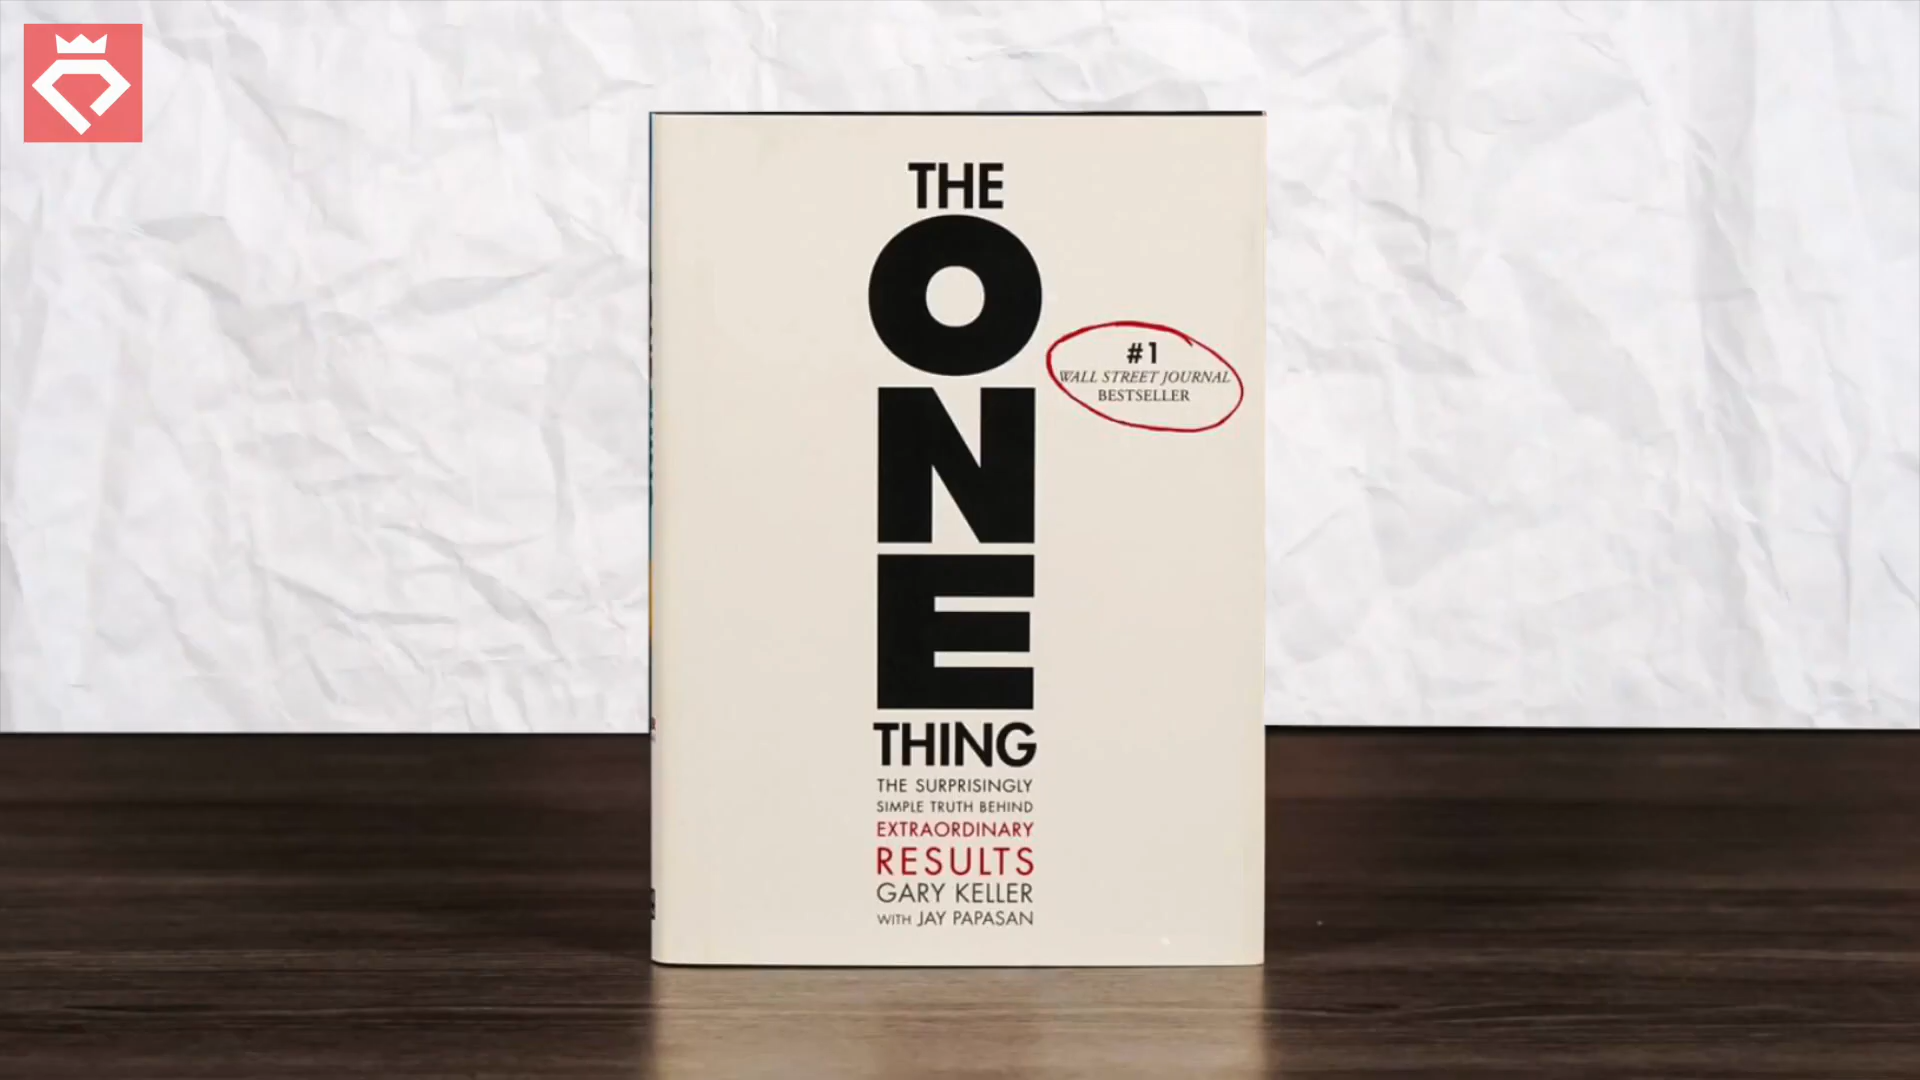 THE
ONE
#1
WALL STREET JOURNAL
BESTSELLER
THING
THE SURPRISINGLY
SIMPLE TRUTH BEHIND
EXTRAORDINARY
RESULTS
GARY KELLER
WITH JAY PAPASAN